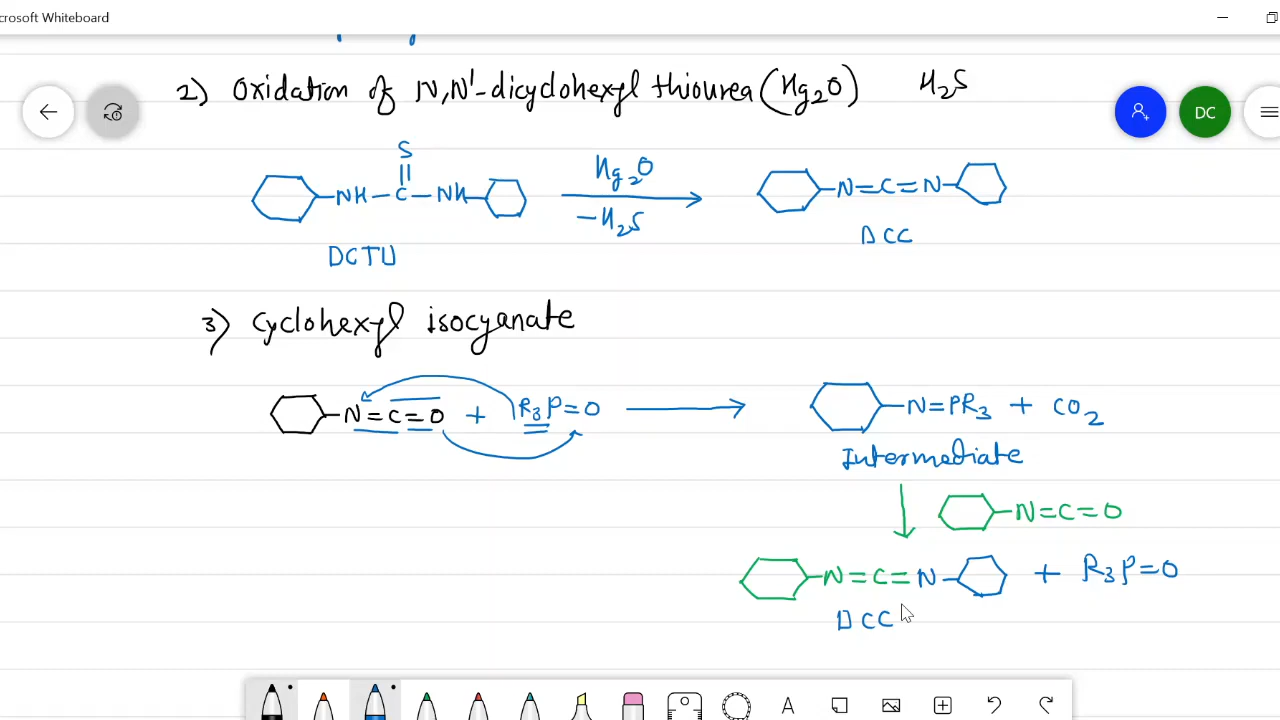 crosoft Whiteboard
2) Oxidation of N,N'-dicyclohexyl thiourea (Hg2O) H2S
DC
S
NH-C-NH Hg2O N=C=N
-H2S
DCTU DCC
3) Cyclohexyl isocyanate
N=C=O + R3P=O N=PR3 + CO2
Intermediate
N=C=O
N=C=N + R3P=O
DCC
A